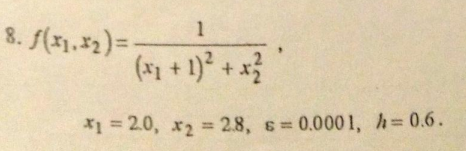 8. f(x₁,x₂)= 1 / ((x₁ + 1)² + x₂²) ,
x₁ = 2.0, x₂ = 2.8, ε = 0.0001, h = 0.6.